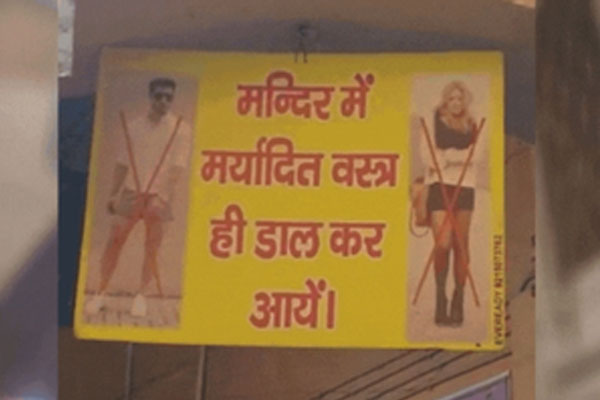 मन्दिर में
मर्यादित वस्त्र
ही डाल कर
आयें।